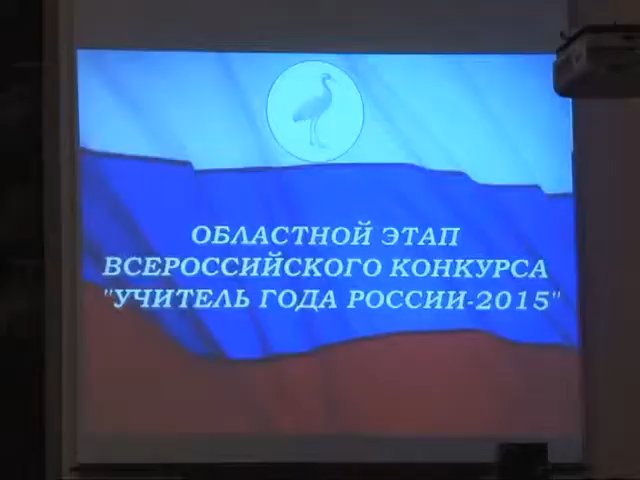 ОБЛАСТНОЙ ЭТАП
ВСЕРОССИЙСКОГО КОНКУРСА
"УЧИТЕЛЬ ГОДА РОССИИ-2015"